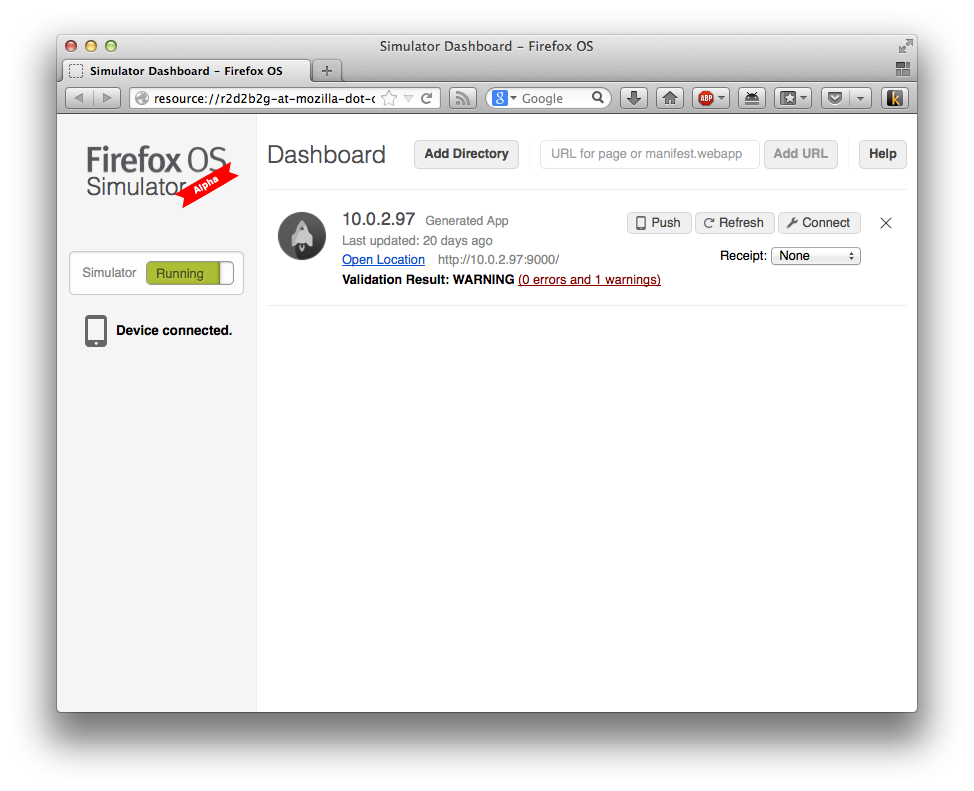 Simulator Dashboard – Firefox OS
Simulator Dashboard – Firefox OS
resource://r2d2b2g-at-mozilla-dot-c
8 Google
ABP
k
Firefox OS
Simulator
Alpha
Dashboard
Add Directory
URL for page or manifest.webapp
Add URL
Help
10.0.2.97 Generated App
Push
Refresh
Connect
Last updated: 20 days ago
Open Location http://10.0.2.97:9000/
Receipt: None
Validation Result: WARNING (0 errors and 1 warnings)
Simulator Running
Device connected.